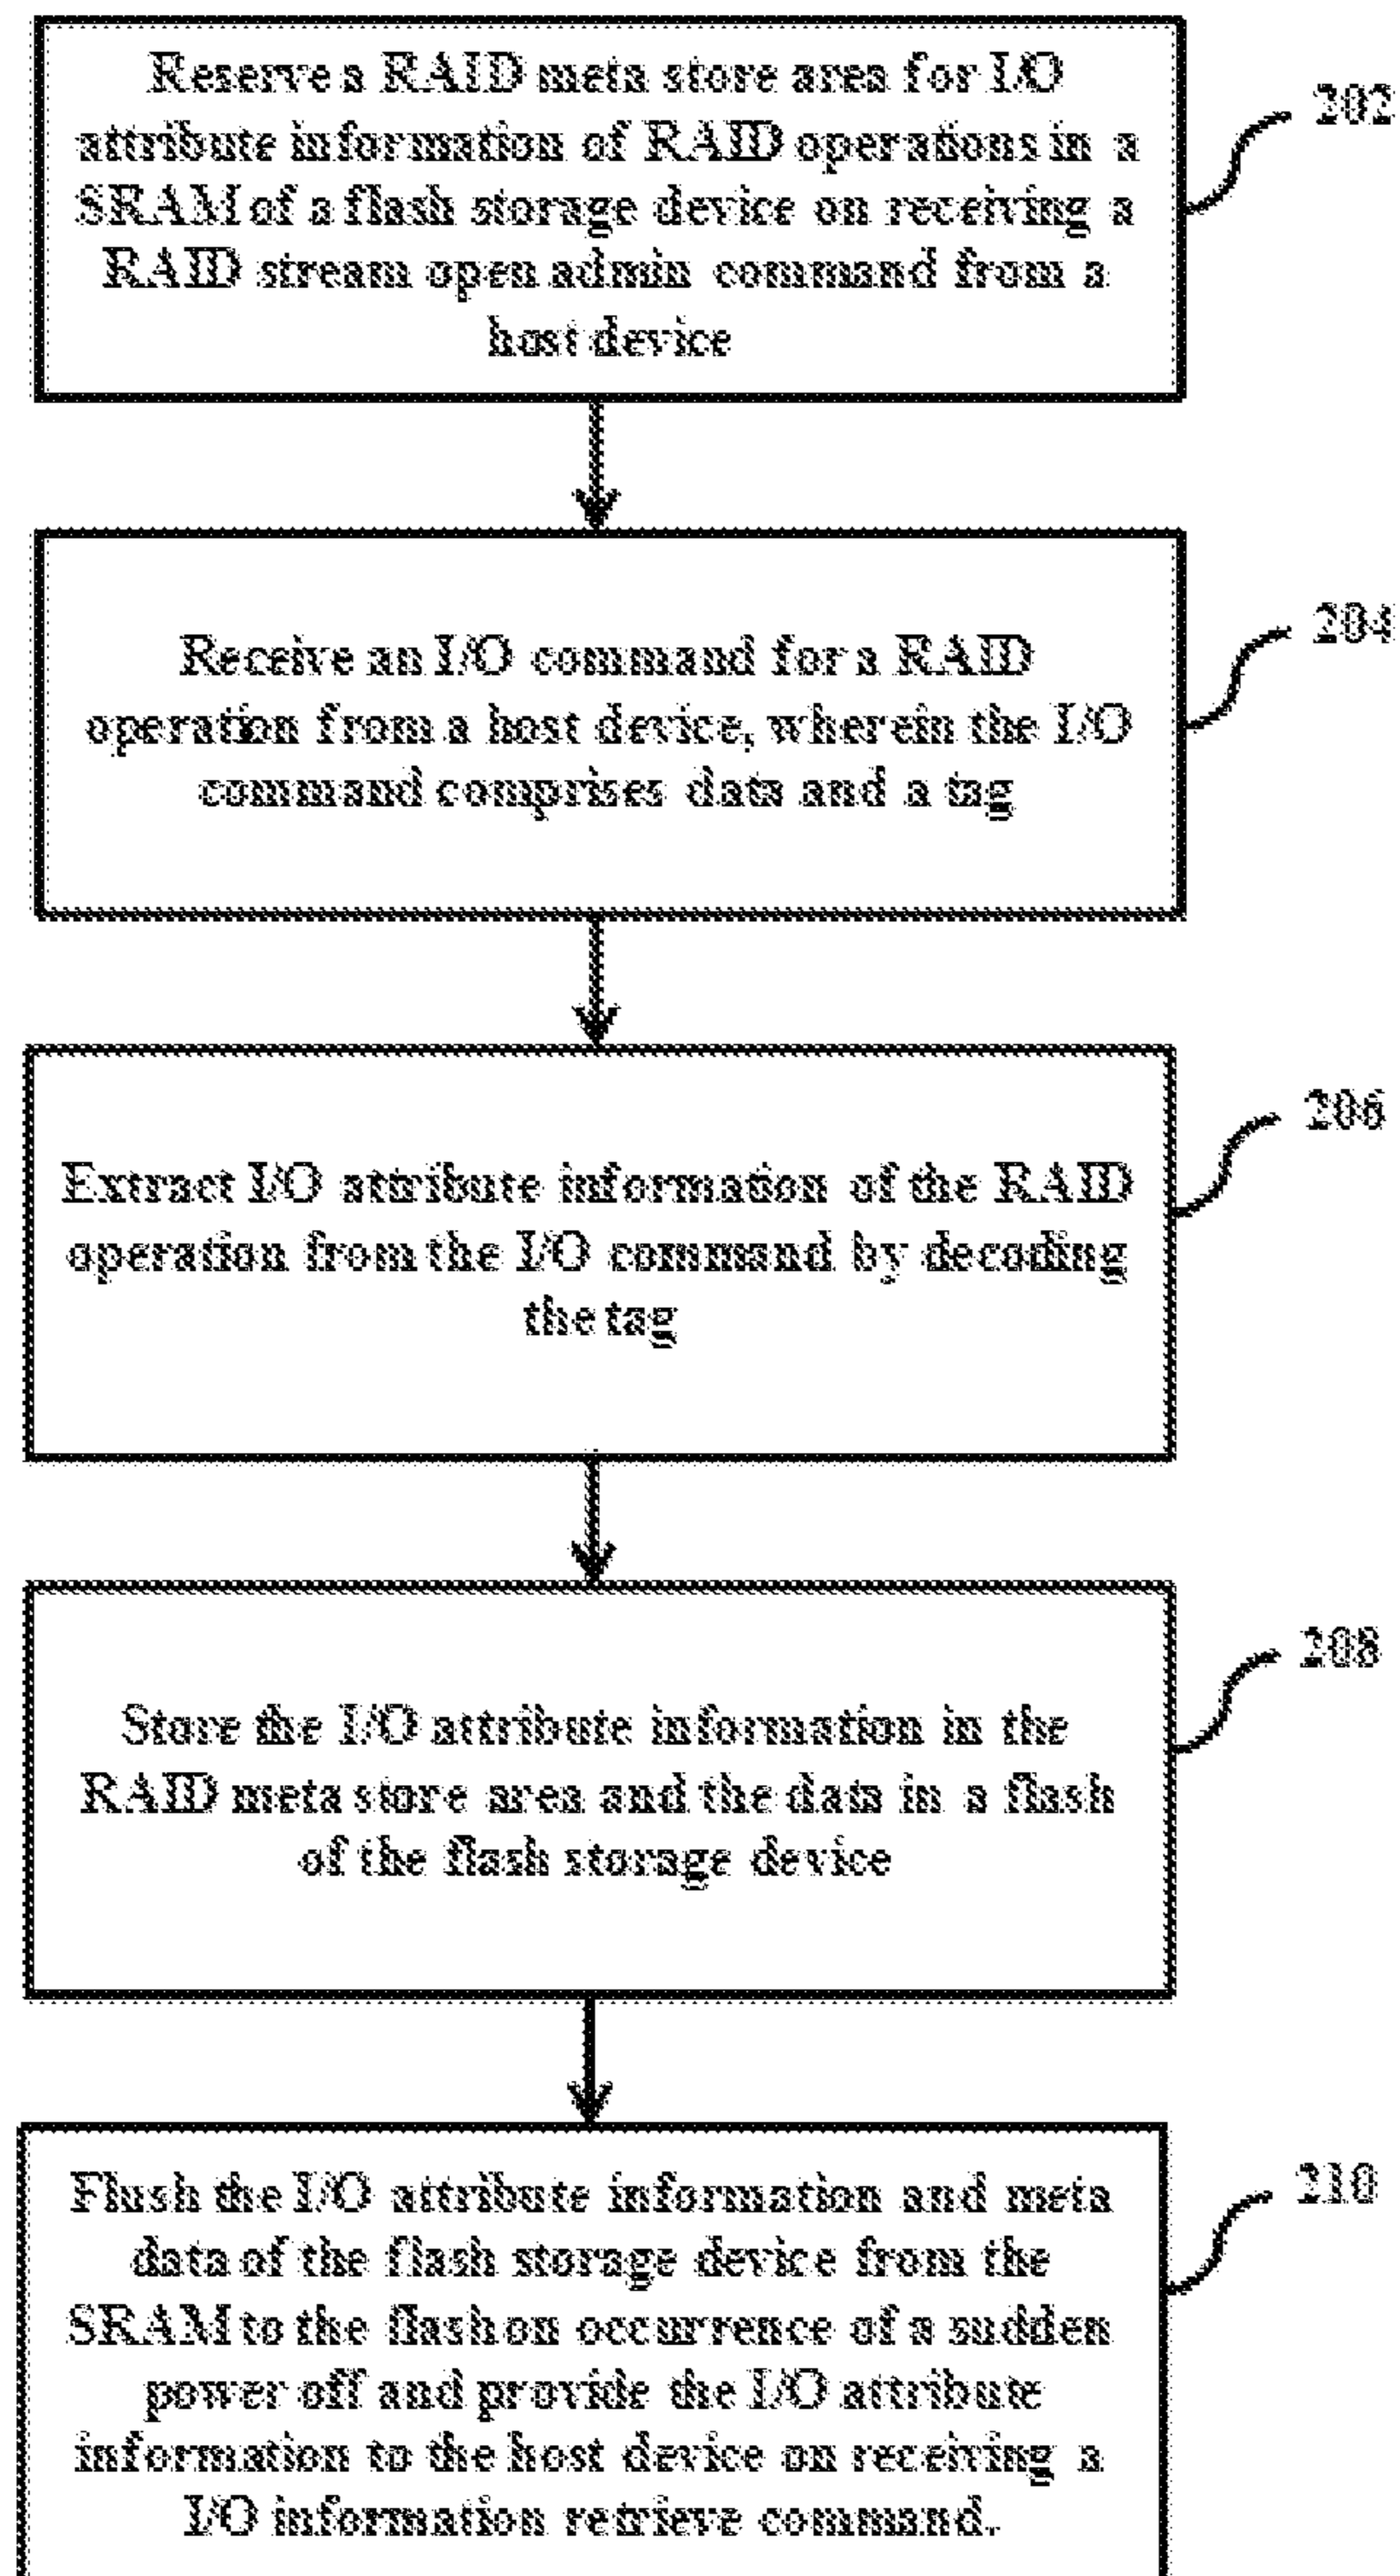 Reserve a RAID meta store area for I/O
attribute information of RAID operations in a
SRAM of a flash storage device on receiving a
RAID stream open admin command from a
host device
202
Receive an I/O command for a RAID
operation from a host device, wherein the I/O
command comprises data and a tag
204
Extract I/O attribute information of the RAID
operation from the I/O command by decoding
the tag
206
Store the I/O attribute information in the
RAID meta store area and the data in a flash
of the flash storage device
208
Flush the I/O attribute information and meta
data of the flash storage device from the
SRAM to the flash on occurrence of a sudden
power off and provide the I/O attribute
information to the host device on receiving a
I/O information retrieve command.
210